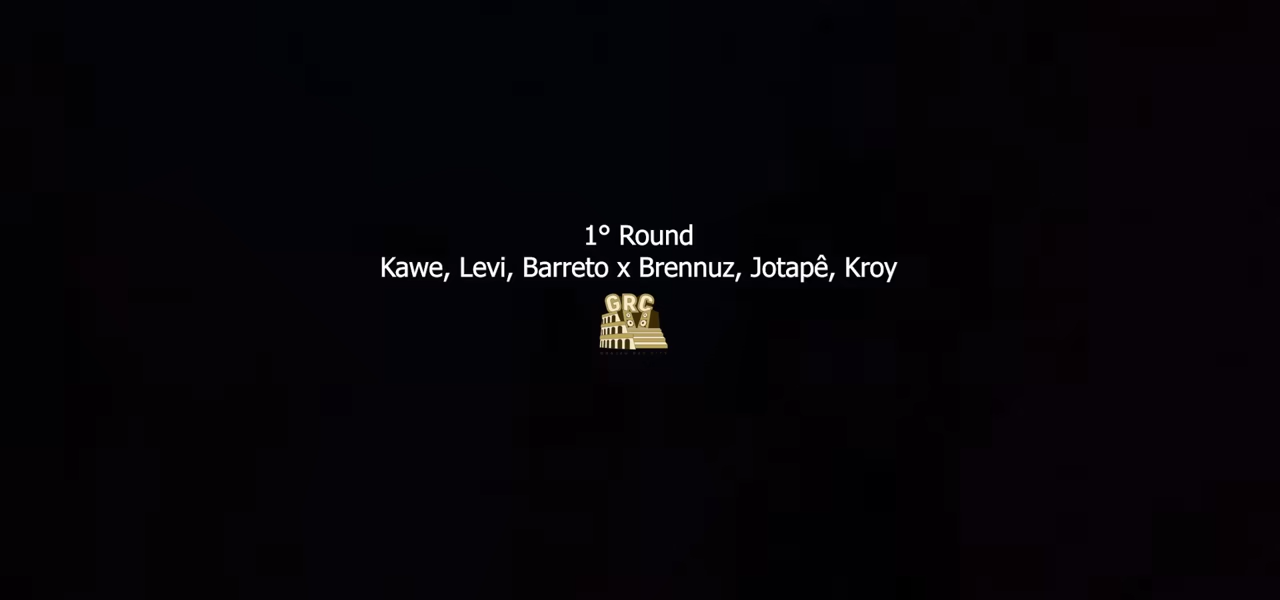 1° Round
Kawe, Levi, Barreto x Brennuz, Jotapê, Kroy
GRC